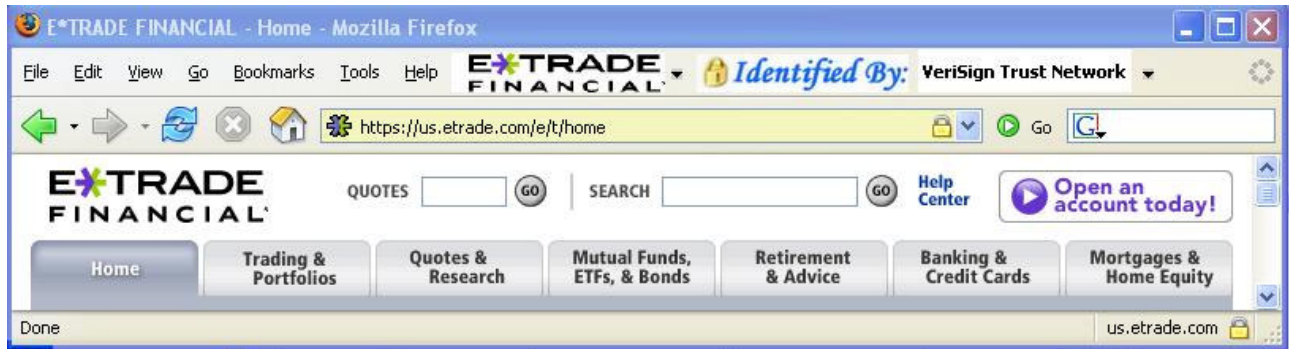 E*TRADE FINANCIAL - Home - Mozilla Firefox
File Edit View Go Bookmarks Tools Help E*TRADE FINANCIAL Identified By: VeriSign Trust Network
https://us.etrade.com/e/t/home Go G
E*TRADE
FINANCIAL
QUOTES GO SEARCH GO Help Center Open an account today!
Home Trading & Portfolios Quotes & Research Mutual Funds, ETFs, & Bonds Retirement & Advice Banking & Credit Cards Mortgages & Home Equity
Done us.etrade.com